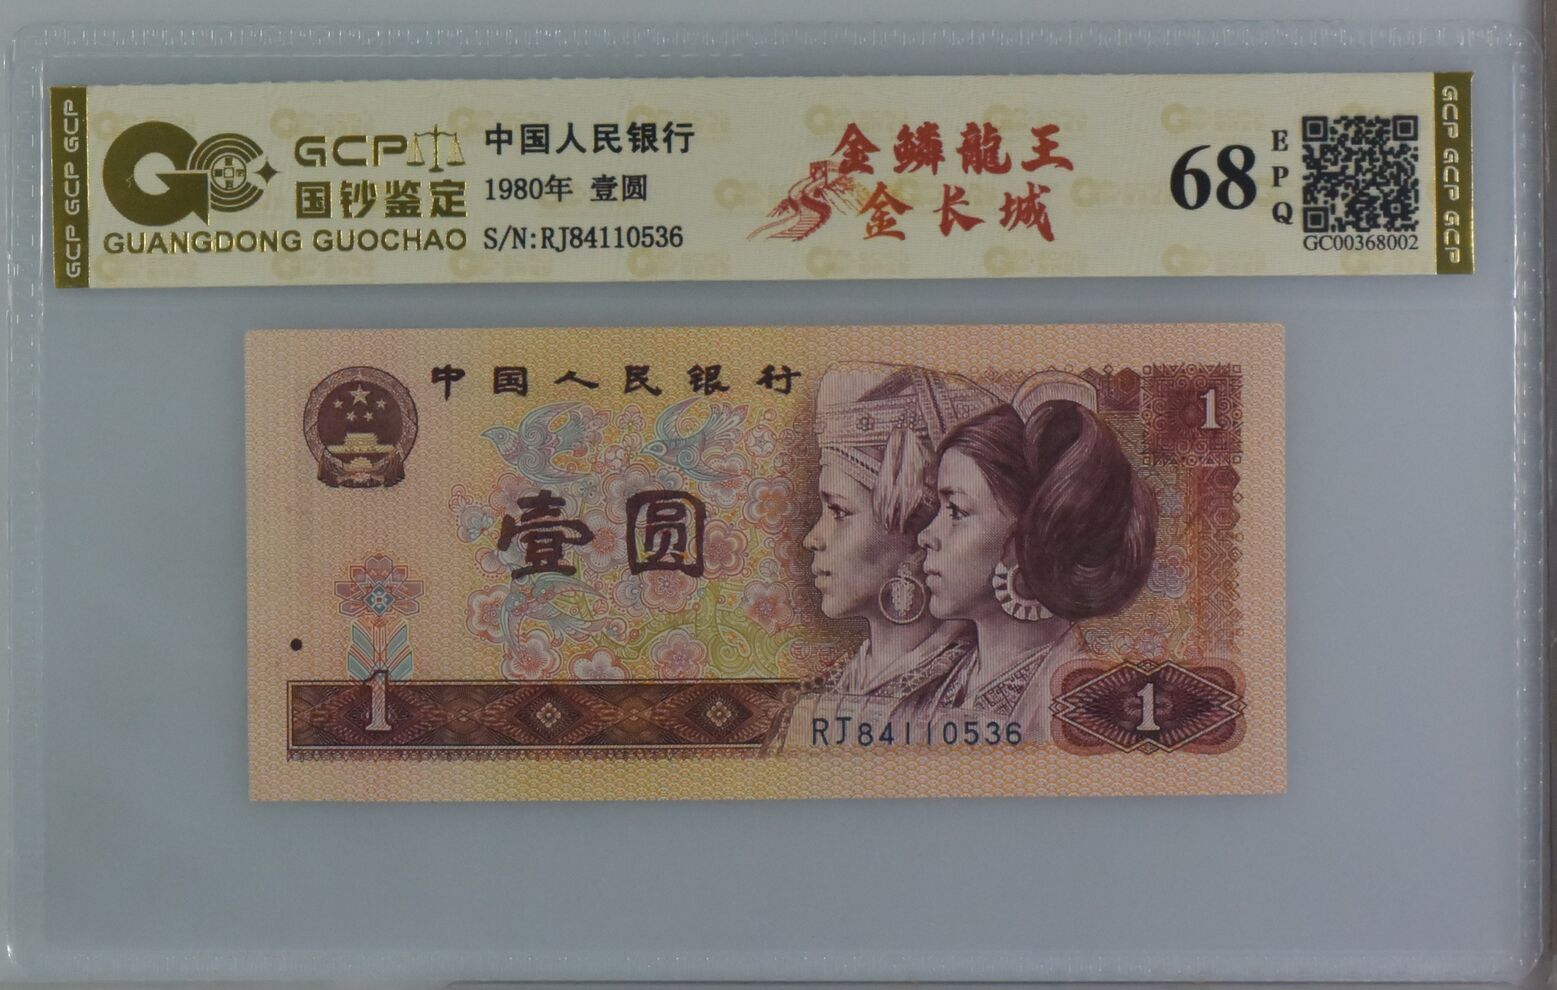 GCP GCP GCP
GCP
国钞鉴定
GUANGDONG GUOCHAO
中国人民银行
1980年 壹圆
S/N:RJ84110536
金鱗龍王
金长城
68
EPQ
GC00368002
GCP GCP GCP
中国人民银行
1
壹圆
1
RJ84110536
1